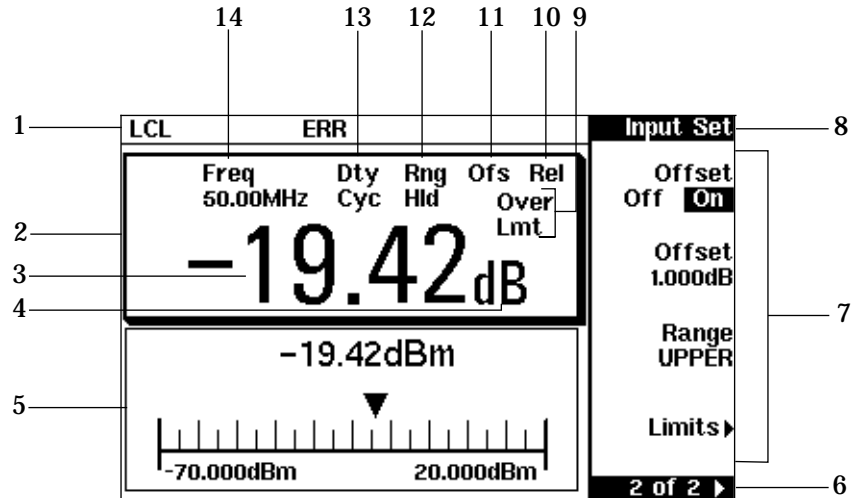 14 13 12 11 10 9
1 LCL ERR Input Set 8
Freq Dty Rng Ofs Rel
50.00MHz Cyc Hld Over
Lmt
Offset
Off On
2
-19.42dB
3
4
Offset
1.000dB
7
Range
UPPER
-19.42dBm
5
-70.000dBm 20.000dBm
Limits
2 of 2 6